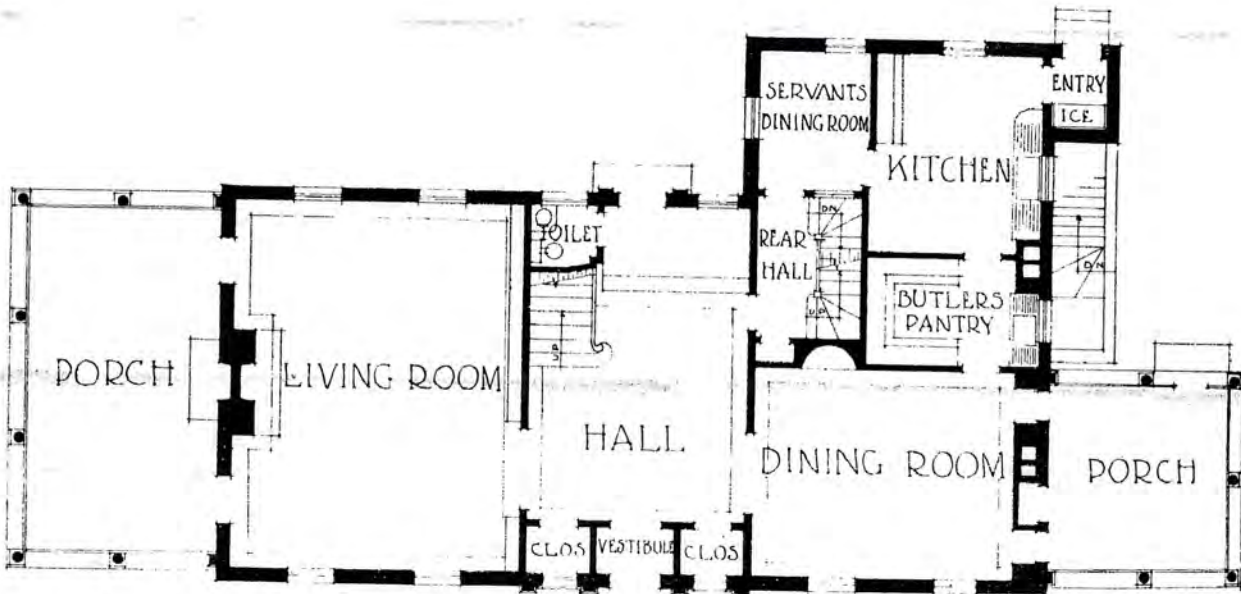 SERVANTS
DINING ROOM
ENTRY
ICE
KITCHEN
TOILET
DN
REAR
HALL
UP
DN
BUTLERS
PANTRY
UP
PORCH
LIVING ROOM
HALL
DINING ROOM
PORCH
CLOS
VESTIBULE
CLOS